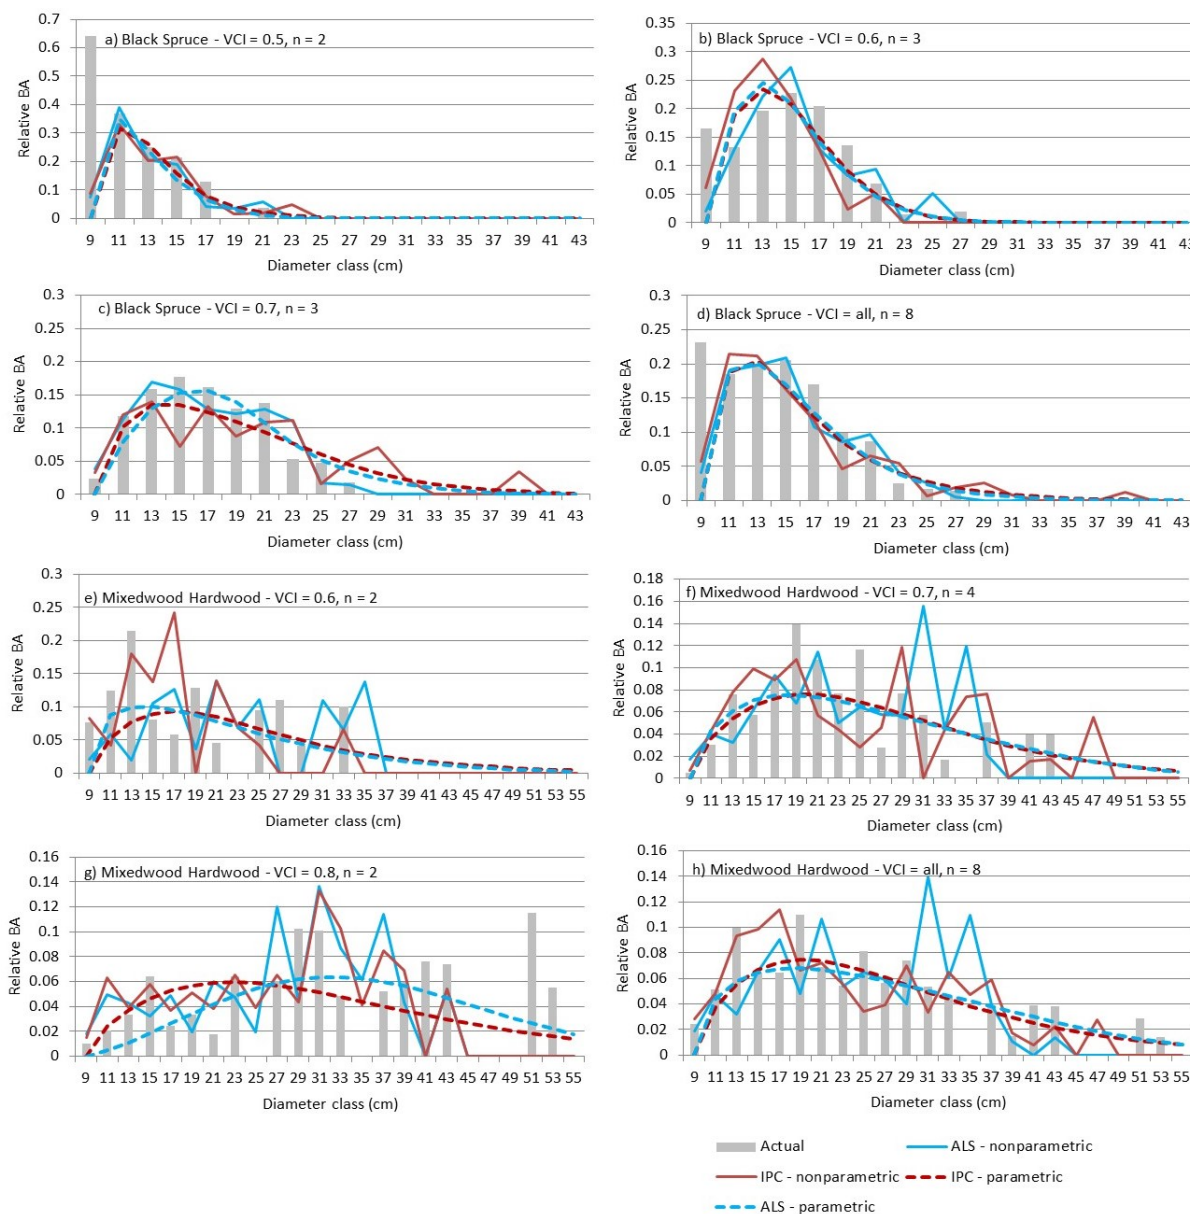 a) Black Spruce - VCI = 0.5, n = 2
Relative BA
0.7
0.6
0.5
0.4
0.3
0.2
0.1
0
9 11 13 15 17 19 21 23 25 27 29 31 33 35 37 39 41 43
Diameter class (cm)
b) Black Spruce - VCI = 0.6, n = 3
Relative BA
0.35
0.3
0.25
0.2
0.15
0.1
0.05
0
9 11 13 15 17 19 21 23 25 27 29 31 33 35 37 39 41 43
Diameter class (cm)
c) Black Spruce - VCI = 0.7, n = 3
Relative BA
0.3
0.25
0.2
0.15
0.1
0.05
0
9 11 13 15 17 19 21 23 25 27 29 31 33 35 37 39 41 43
Diameter class (cm)
d) Black Spruce - VCI = all, n = 8
Relative BA
0.3
0.25
0.2
0.15
0.1
0.05
0
9 11 13 15 17 19 21 23 25 27 29 31 33 35 37 39 41 43
Diameter class (cm)
e) Mixedwood Hardwood - VCI = 0.6, n = 2
Relative BA
0.3
0.25
0.2
0.15
0.1
0.05
0
9 11 13 15 17 19 21 23 25 27 29 31 33 35 37 39 41 43 45 47 49 51 53 55
Diameter class (cm)
f) Mixedwood Hardwood - VCI = 0.7, n = 4
Relative BA
0.18
0.16
0.14
0.12
0.1
0.08
0.06
0.04
0.02
0
9 11 13 15 17 19 21 23 25 27 29 31 33 35 37 39 41 43 45 47 49 51 53 55
Diameter class (cm)
g) Mixedwood Hardwood - VCI = 0.8, n = 2
Relative BA
0.16
0.14
0.12
0.1
0.08
0.06
0.04
0.02
0
9 11 13 15 17 19 21 23 25 27 29 31 33 35 37 39 41 43 45 47 49 51 53 55
Diameter class (cm)
h) Mixedwood Hardwood - VCI = all, n = 8
Relative BA
0.16
0.14
0.12
0.1
0.08
0.06
0.04
0.02
0
9 11 13 15 17 19 21 23 25 27 29 31 33 35 37 39 41 43 45 47 49 51 53 55
Diameter class (cm)
Actual ALS - nonparametric
IPC - nonparametric IPC - parametric
ALS - parametric